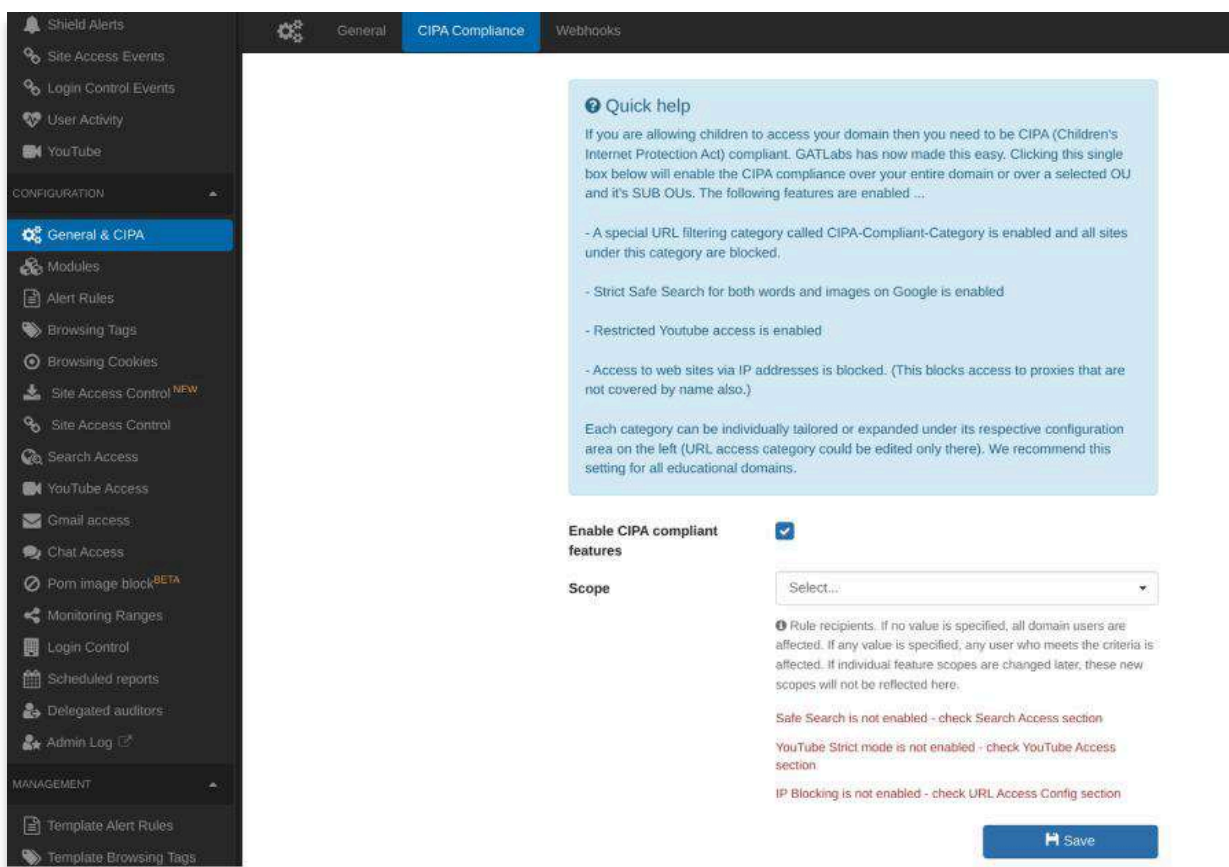 Shield Alerts
Site Access Events
Login Control Events
User Activity
YouTube
CONFIGURATION
General & CIPA
Modules
Alert Rules
Browsing Tags
Browsing Cookies
Site Access Control NEW
Site Access Control
Search Access
YouTube Access
Gmail access
Chat Access
Porn image block BETA
Monitoring Ranges
Login Control
Scheduled reports
Delegated auditors
Admin Log
MANAGEMENT
Template Alert Rules
Template Browsing Tags
General CIPA Compliance Webhooks
Quick help
If you are allowing children to access your domain then you need to be CIPA (Children's
Internet Protection Act) compliant. GATLabs has now made this easy. Clicking this single
box below will enable the CIPA compliance over your entire domain or over a selected OU
and it's SUB OUs. The following features are enabled ...
- A special URL filtering category called CIPA-Compliant-Category is enabled and all sites
under this category are blocked.
- Strict Safe Search for both words and images on Google is enabled
- Restricted Youtube access is enabled
- Access to web sites via IP addresses is blocked. (This blocks access to proxies that are
not covered by name also.)
Each category can be individually tailored or expanded under its respective configuration
area on the left (URL access category could be edited only there). We recommend this
setting for all educational domains.
Enable CIPA compliant
features
Scope
Select...
Rule recipients. If no value is specified, all domain users are
affected. If any value is specified, any user who meets the criteria is
affected. If individual feature scopes are changed later, these new
scopes will not be reflected here.
Safe Search is not enabled - check Search Access section
YouTube Strict mode is not enabled - check YouTube Access
section
IP Blocking is not enabled - check URL Access Config section
Save